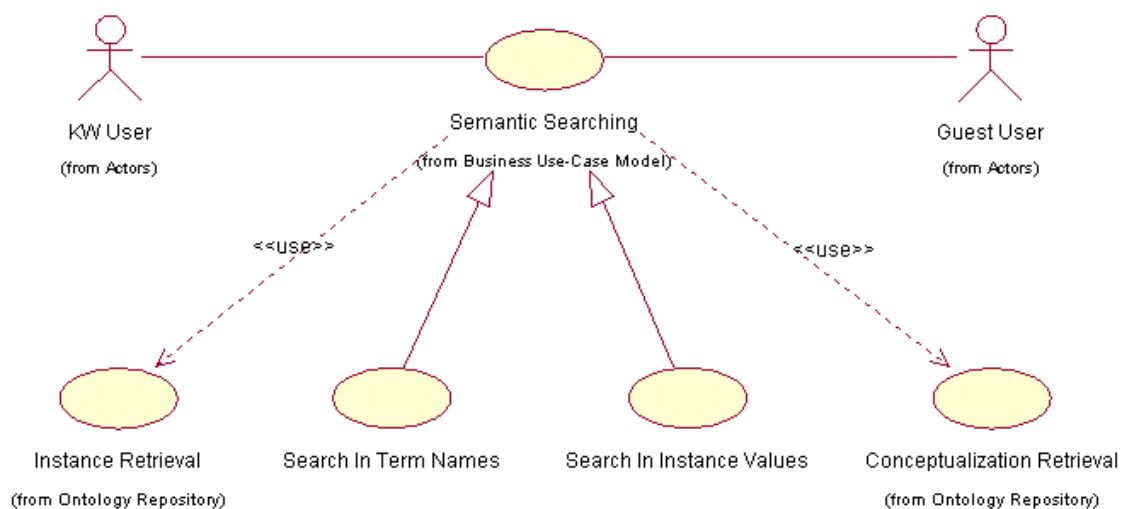 KW User
(from Actors)
Semantic Searching
(from Business Use-Case Model)
Guest User
(from Actors)
<<use>>
<<use>>
Instance Retrieval
(from Ontology Repository)
Search In Term Names
Search In Instance Values
Conceptualization Retrieval
(from Ontology Repository)